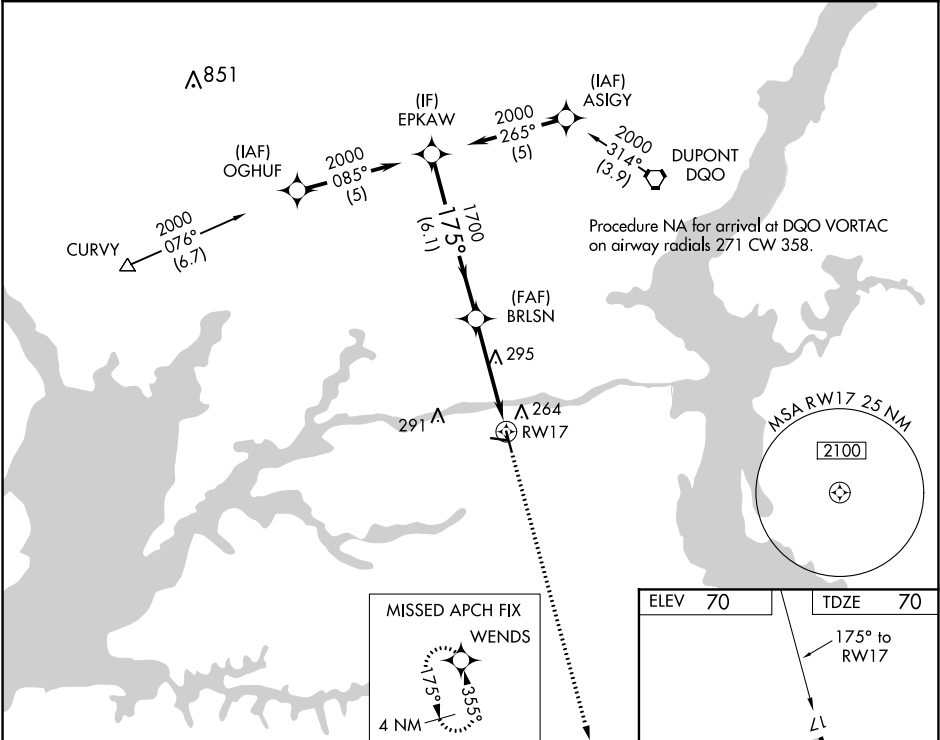 851
(IAF)
OGHUF
(IF)
EPKAW
(IAF)
ASIGY
2000
085°
(5)
2000
265°
(5)
2000
314°
(3.9)
DUPONT
DQO
Procedure NA for arrival at DQO VORTAC
on airway radials 271 CW 358.
CURVY
2000
076°
(6.7)
1700
175°
(6.1)
(FAF)
BRLSN
295
291
264
RW17
MSA RW17 25 NM
2100
MISSED APCH FIX
WENDS
175°
355°
4 NM
ELEV 70
TDZE 70
175° to
RW17
17